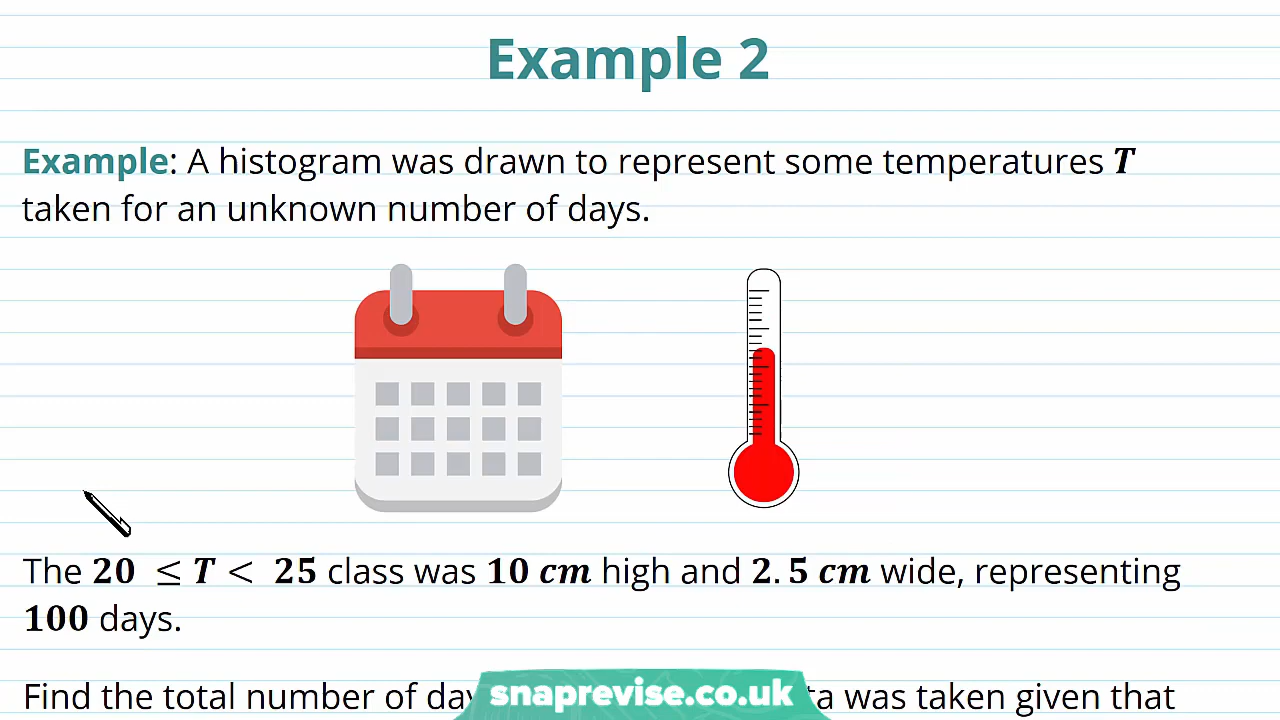 Example 2
Example: A histogram was drawn to represent some temperatures T
taken for an unknown number of days.
The 20 ≤ T < 25 class was 10 cm high and 2.5 cm wide, representing
100 days.
Find the total number of was taken given that
snaprevise.co.uk